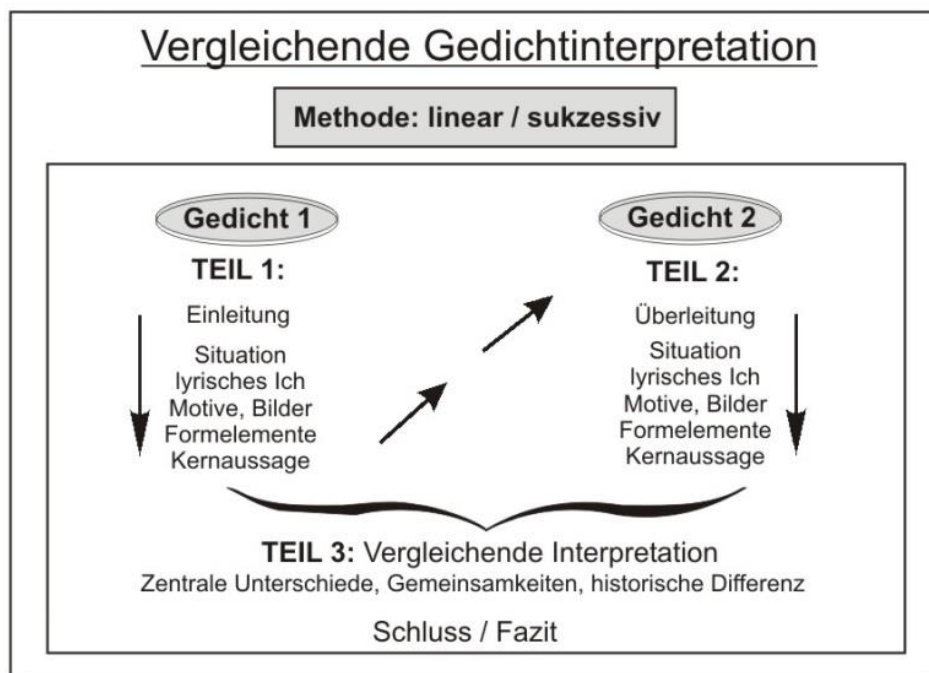 Vergleichende Gedichtinterpretation
Methode: linear / sukzessiv
Gedicht 1
TEIL 1:
Einleitung
Situation
lyrisches Ich
Motive, Bilder
Formelemente
Kernaussage
Gedicht 2
TEIL 2:
Überleitung
Situation
lyrisches Ich
Motive, Bilder
Formelemente
Kernaussage
TEIL 3: Vergleichende Interpretation
Zentrale Unterschiede, Gemeinsamkeiten, historische Differenz
Schluss / Fazit